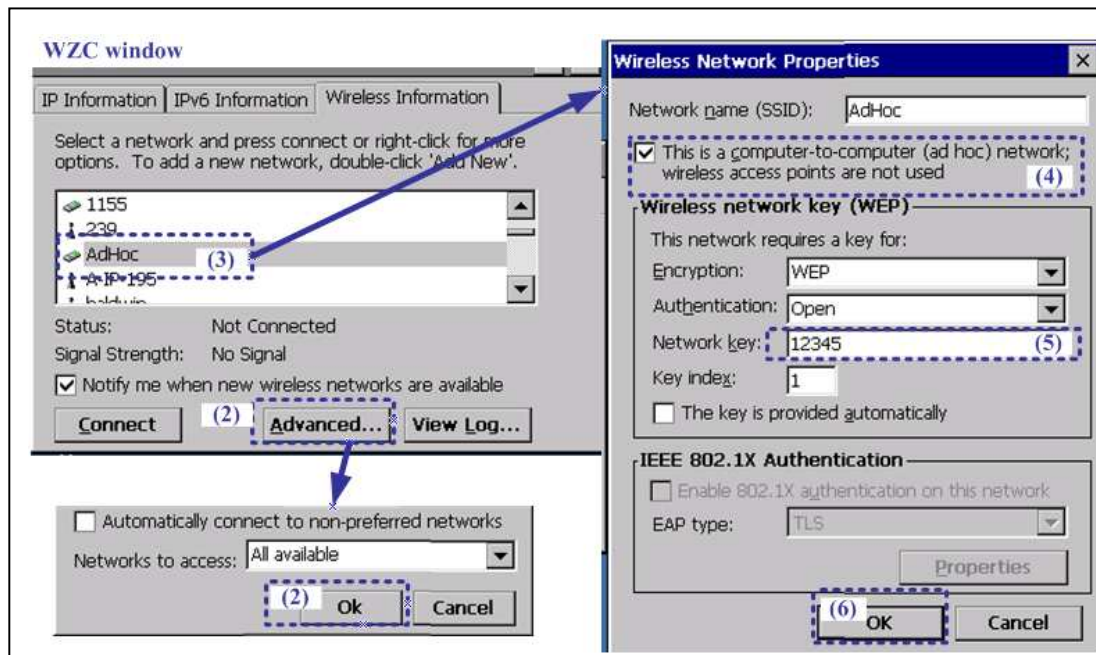 WZC window
IP Information
IPv6 Information
Wireless Information
Select a network and press connect or right-click for more
options. To add a new network, double-click 'Add New'.
1155
239
AdHoc
(3)
A-IP-195
baldwin
Status: Not Connected
Signal Strength: No Signal
Notify me when new wireless networks are available
Connect
(2)
Advanced...
View Log...
Automatically connect to non-preferred networks
Networks to access: All available
(2)
Ok
Cancel
Wireless Network Properties
Network name (SSID): AdHoc
This is a computer-to-computer (ad hoc) network;
wireless access points are not used
(4)
Wireless network key (WEP)
This network requires a key for:
Encryption: WEP
Authentication: Open
Network key: 12345
(5)
Key index: 1
The key is provided automatically
IEEE 802.1X Authentication
Enable 802.1X authentication on this network
EAP type: TLS
Properties
(6)
OK
Cancel